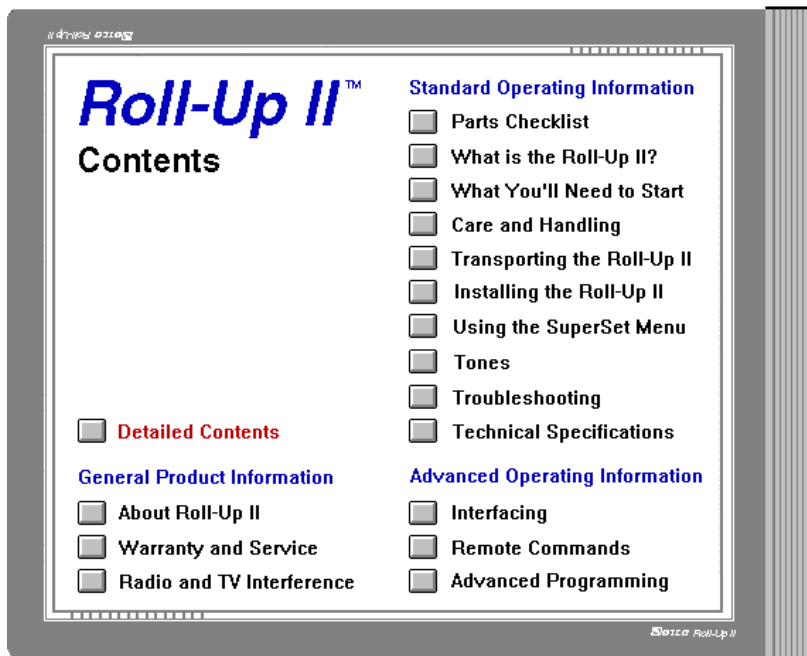 Roll-Up II™
Contents
Detailed Contents
General Product Information
About Roll-Up II
Warranty and Service
Radio and TV Interference
Standard Operating Information
Parts Checklist
What is the Roll-Up II?
What You'll Need to Start
Care and Handling
Transporting the Roll-Up II
Installing the Roll-Up II
Using the SuperSet Menu
Tones
Troubleshooting
Technical Specifications
Advanced Operating Information
Interfacing
Remote Commands
Advanced Programming
Roll-Up II